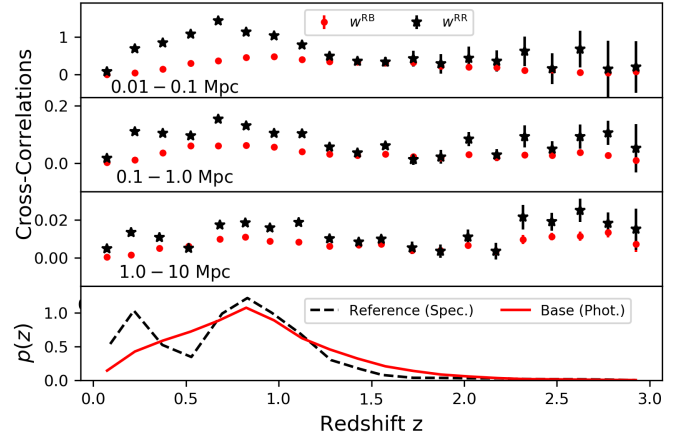 w^RB w^RR
1
0
0.01 − 0.1 Mpc
0.2
0.0
0.1 − 1.0 Mpc
Cross-Correlations
0.02
0.00
1.0 − 10 Mpc
Reference (Spec.) Base (Phot.)
1.0
0.5
0.0
p(z)
0.0 0.5 1.0 1.5 2.0 2.5 3.0
Redshift z